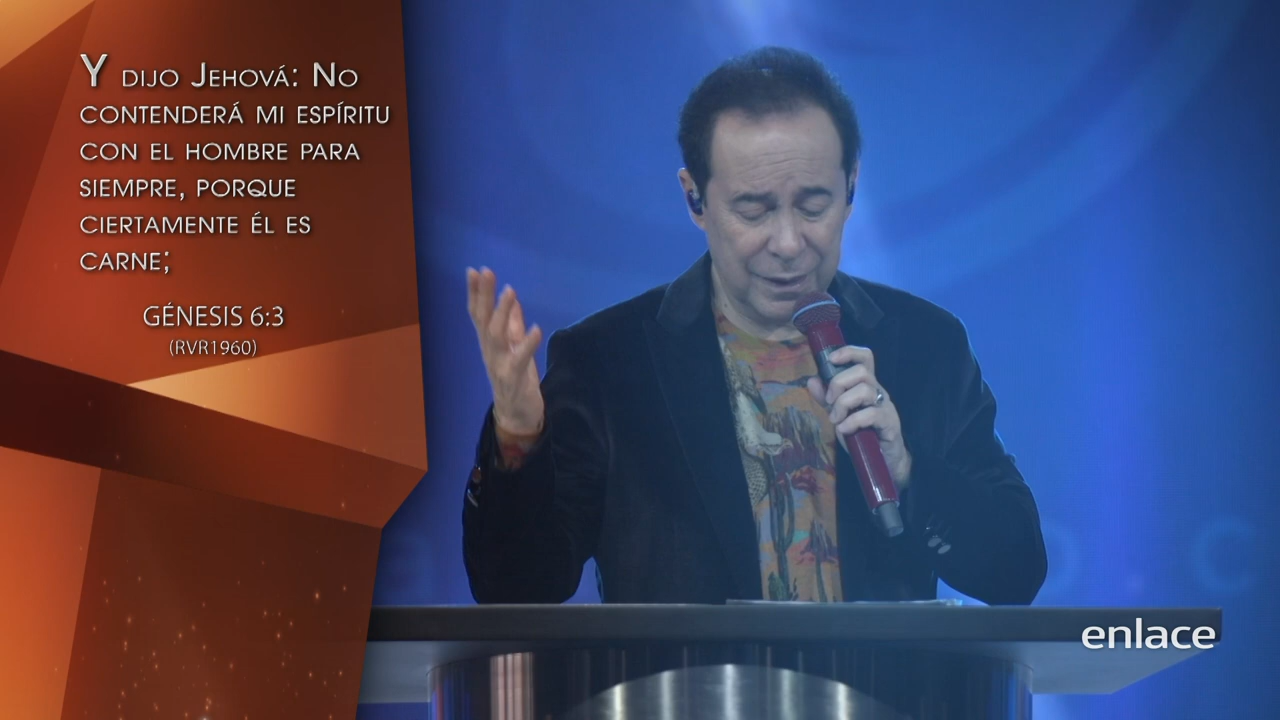 Y DIJO JEHOVÁ: NO
CONTENDERÁ MI ESPÍRITU
CON EL HOMBRE PARA
SIEMPRE, PORQUE
CIERTAMENTE ÉL ES
CARNE;
GÉNESIS 6:3
(RVR1960)
enlace